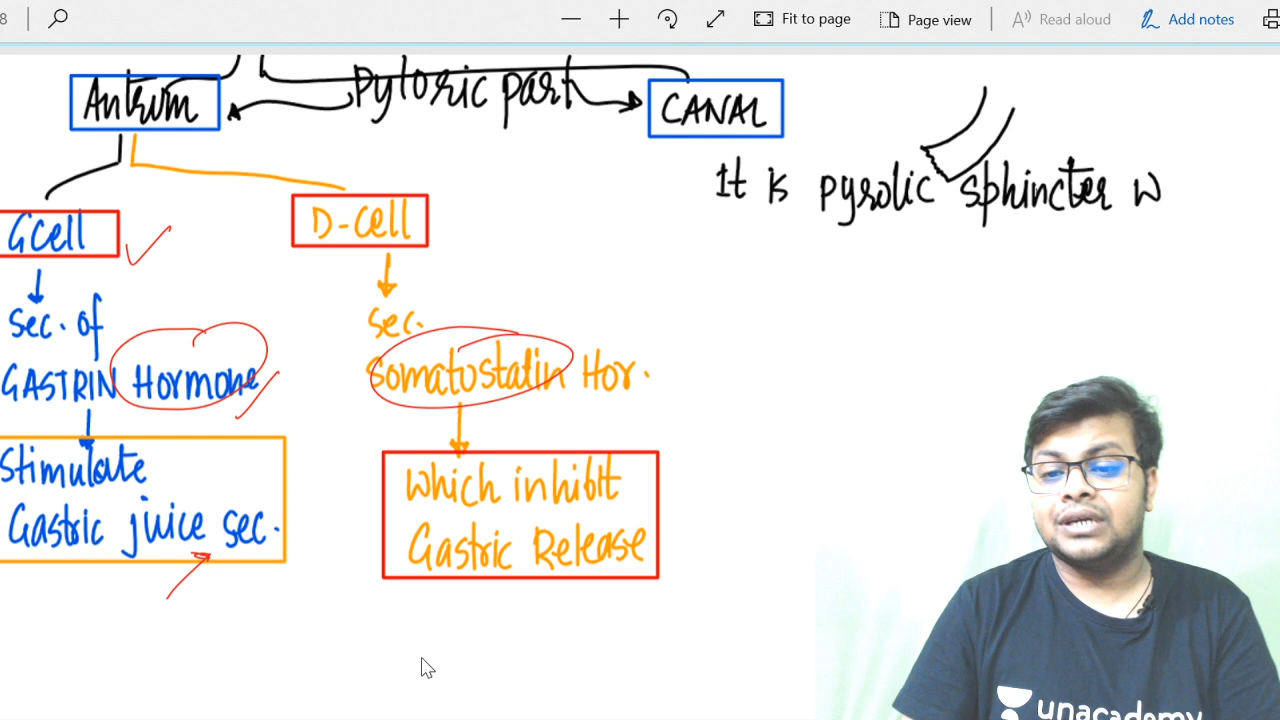 8
Fit to page
Page view
Read aloud
Add notes
Pyloric part
Antrum
CANAL
It is pyrolic sphincter w
G cell
D-Cell
Sec. of
GASTRIN Hormone
Sec.
Somatostatin Hor.
Stimulate
Gastric juice sec.
Which inhibit
Gastric Release
unacademy